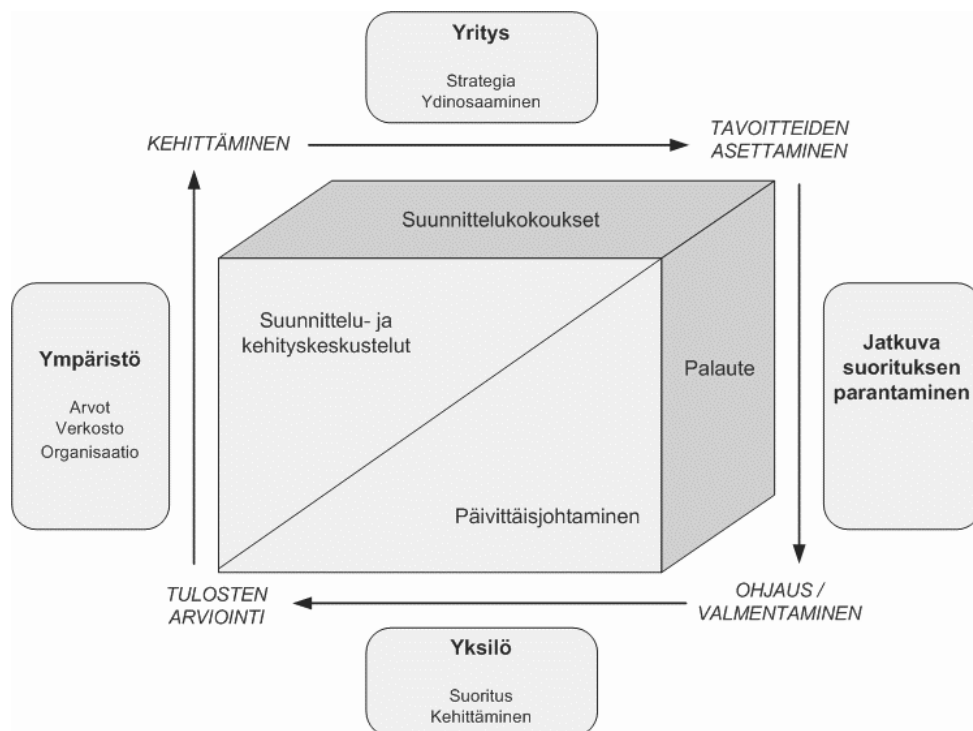 Yritys
Strategia
Ydinosaaminen
KEHITTÄMINEN
TAVOITTEIDEN
ASETTAMINEN
Suunnittelukokoukset
Suunnittelu- ja
kehityskeskustelut
Ympäristö
Arvot
Verkosto
Organisaatio
Palaute
Jatkuva
suorituksen
parantaminen
Päivittäisjohtaminen
TULOSTEN
ARVIOINTI
OHJAUS /
VALMENTAMINEN
Yksilö
Suoritus
Kehittäminen